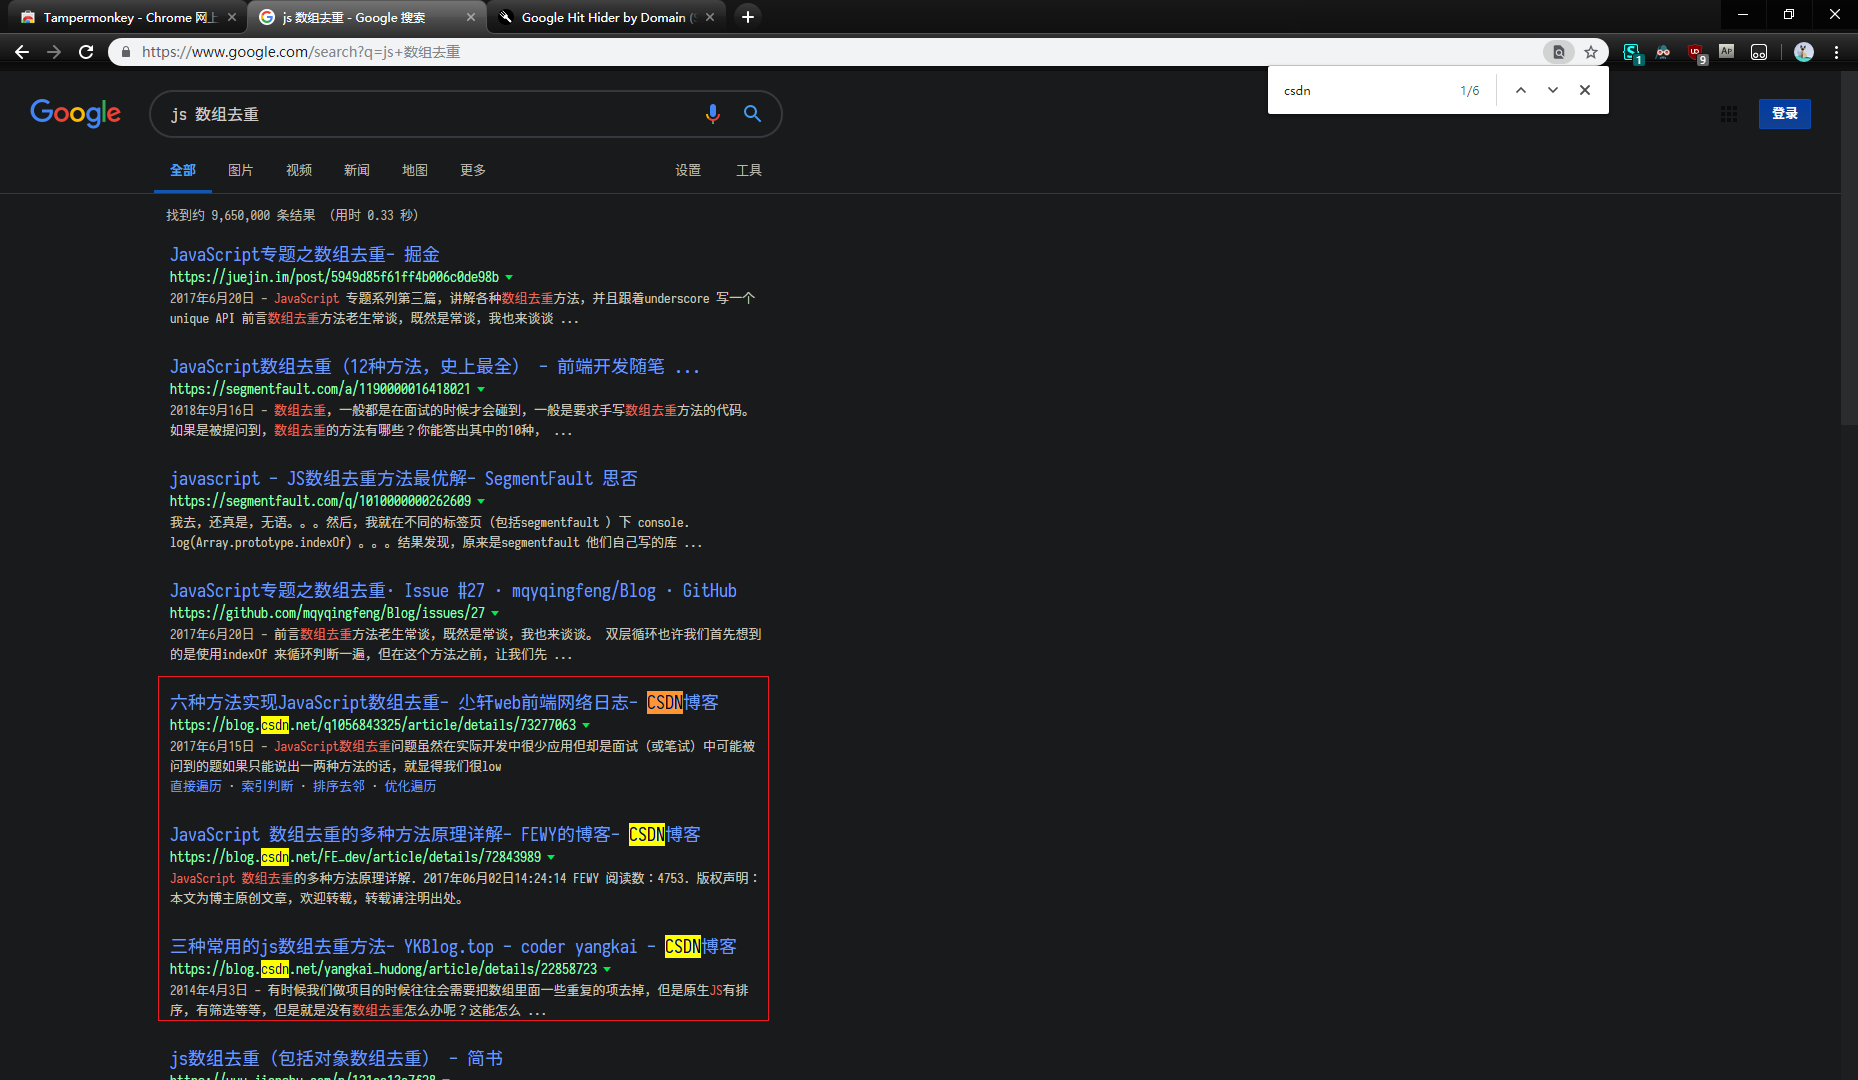 Tampermonkey - Chrome 网上
js 数组去重 - Google 搜索
Google Hit Hider by Domain (
https://www.google.com/search?q=js+数组去重
1
UD
9
AP
csdn
1/6
Google
js 数组去重
登录
全部
图片
视频
新闻
地图
更多
设置
工具
找到约 9,650,000 条结果 （用时 0.33 秒）
JavaScript专题之数组去重- 掘金
https://juejin.im/post/5949d85f61ff4b006c0de98b
2017年6月20日 - JavaScript 专题系列第三篇，讲解各种数组去重方法，并且跟着underscore 写一个
unique API 前言数组去重方法老生常谈，既然是常谈，我也来谈谈 ...
JavaScript数组去重（12种方法，史上最全） - 前端开发随笔 ...
https://segmentfault.com/a/1190000016418021
2018年9月16日 - 数组去重，一般都是在面试的时候才会碰到，一般是要求手写数组去重方法的代码。
如果是被提问到，数组去重的方法有哪些？你能答出其中的10种， ...
javascript - JS数组去重方法最优解- SegmentFault 思否
https://segmentfault.com/q/1010000000262609
我去，还真是，无语。。。然后，我就在不同的标签页（包括segmentfault ）下 console.
log(Array.prototype.indexOf) 。。。结果发现，原来是segmentfault 他们自己写的库 ...
JavaScript专题之数组去重· Issue #27 · mqyqingfeng/Blog · GitHub
https://github.com/mqyqingfeng/Blog/issues/27
2017年6月20日 - 前言数组去重方法老生常谈，既然是常谈，我也来谈谈。 双层循环也许我们首先想到
的是使用indexOf 来循环判断一遍，但在这个方法之前，让我们先 ...
六种方法实现JavaScript数组去重- 尐轩web前端网络日志- CSDN博客
https://blog.csdn.net/q1056843325/article/details/73277063
2017年6月15日 - JavaScript数组去重问题虽然在实际开发中很少应用但却是面试（或笔试）中可能被
问到的题如果只能说出一两种方法的话，就显得我们很low
直接遍历 · 索引判断 · 排序去邻 · 优化遍历
JavaScript 数组去重的多种方法原理详解- FEWY的博客- CSDN博客
https://blog.csdn.net/FE_dev/article/details/72843989
JavaScript 数组去重的多种方法原理详解. 2017年06月02日14:24:14 FEWY 阅读数：4753. 版权声明：
本文为博主原创文章，欢迎转载，转载请注明出处。
三种常用的js数组去重方法- YKBlog.top - coder yangkai - CSDN博客
https://blog.csdn.net/yangkai_hudong/article/details/22858723
2014年4月3日 - 有时候我们做项目的时候往往会需要把数组里面一些重复的项去掉，但是原生JS有排
序，有筛选等等，但是就是没有数组去重怎么办呢？这能怎么 ...
js数组去重（包括对象数组去重） - 简书